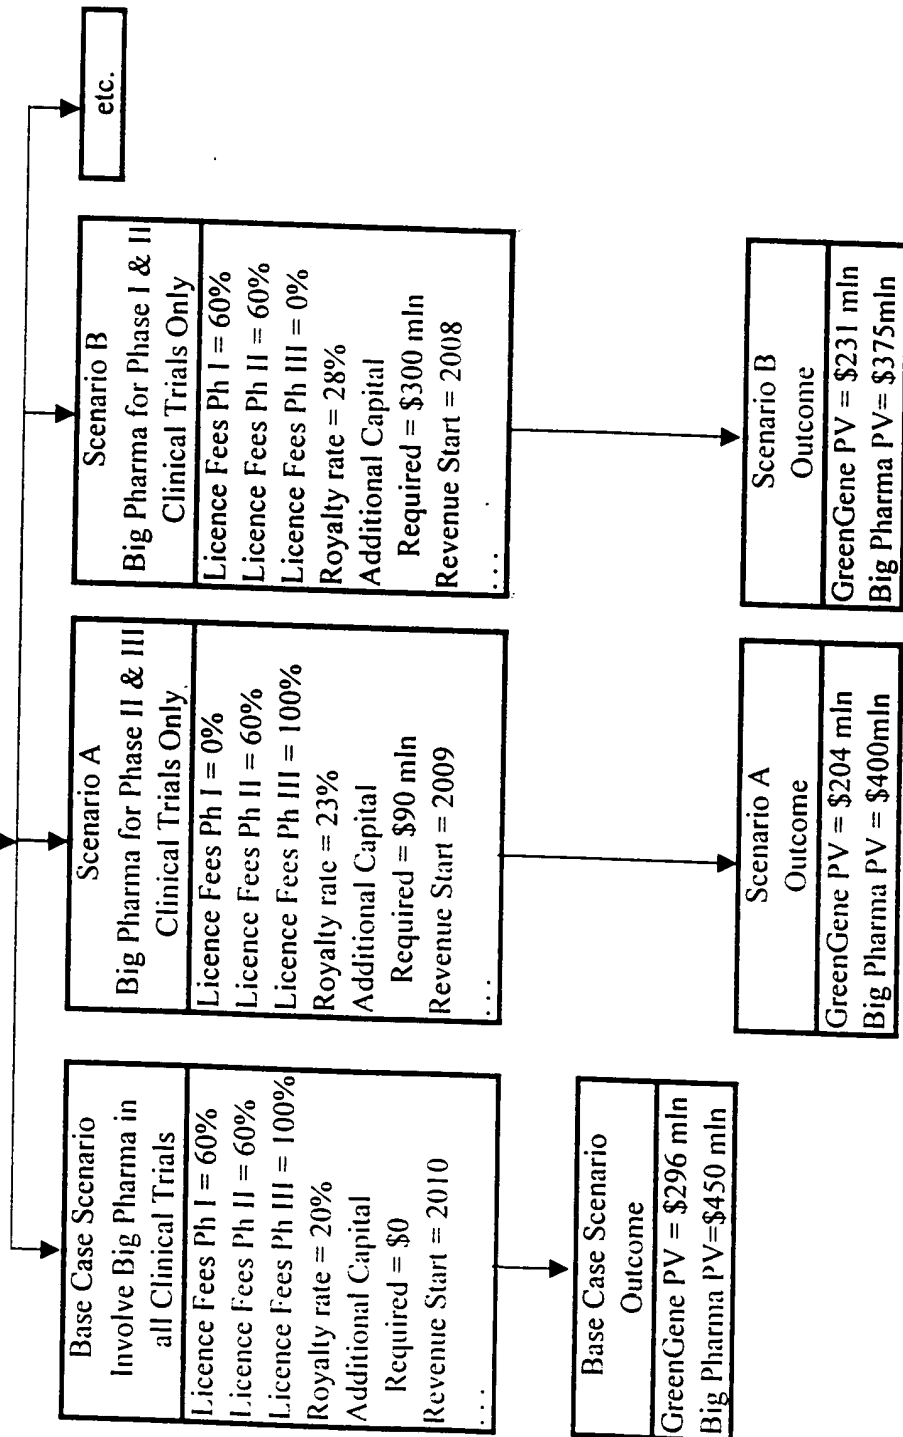 Base Case Scenario
Involve Big Pharma in
all Clinical Trials
Licence Fees Ph I = 60%
Licence Fees Ph II = 60%
Licence Fees Ph III = 100%
Royalty rate = 20%
Additional Capital
Required = $0
Revenue Start = 2010
...
Base Case Scenario
Outcome
GreenGene PV = $296 mln
Big Pharma PV=$450 mln
Scenario A
Big Pharma for Phase II & III
Clinical Trials Only
Licence Fees Ph I = 0%
Licence Fees Ph II = 60%
Licence Fees Ph III = 100%
Royalty rate = 23%
Additional Capital
Required = $90 mln
Revenue Start = 2009
...
Scenario A
Outcome
GreenGene PV = $204 mln
Big Pharma PV = $400mln
Scenario B
Big Pharma for Phase I & II
Clinical Trials Only
Licence Fees Ph I = 60%
Licence Fees Ph II = 60%
Licence Fees Ph III = 0%
Royalty rate = 28%
Additional Capital
Required = $300 mln
Revenue Start = 2008
...
Scenario B
Outcome
GreenGene PV = $231 mln
Big Pharma PV= $375mln
etc.